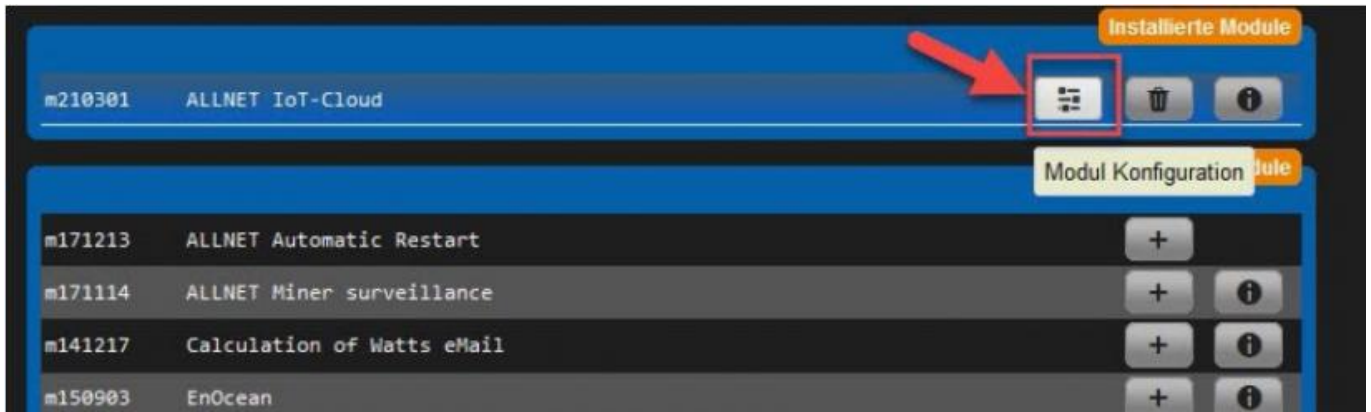 Installierte Module
m210301 ALLNET IoT-Cloud
Modul Konfiguration
m171213 ALLNET Automatic Restart
m171114 ALLNET Miner surveillance
m141217 Calculation of Watts eMail
m150903 EnOcean